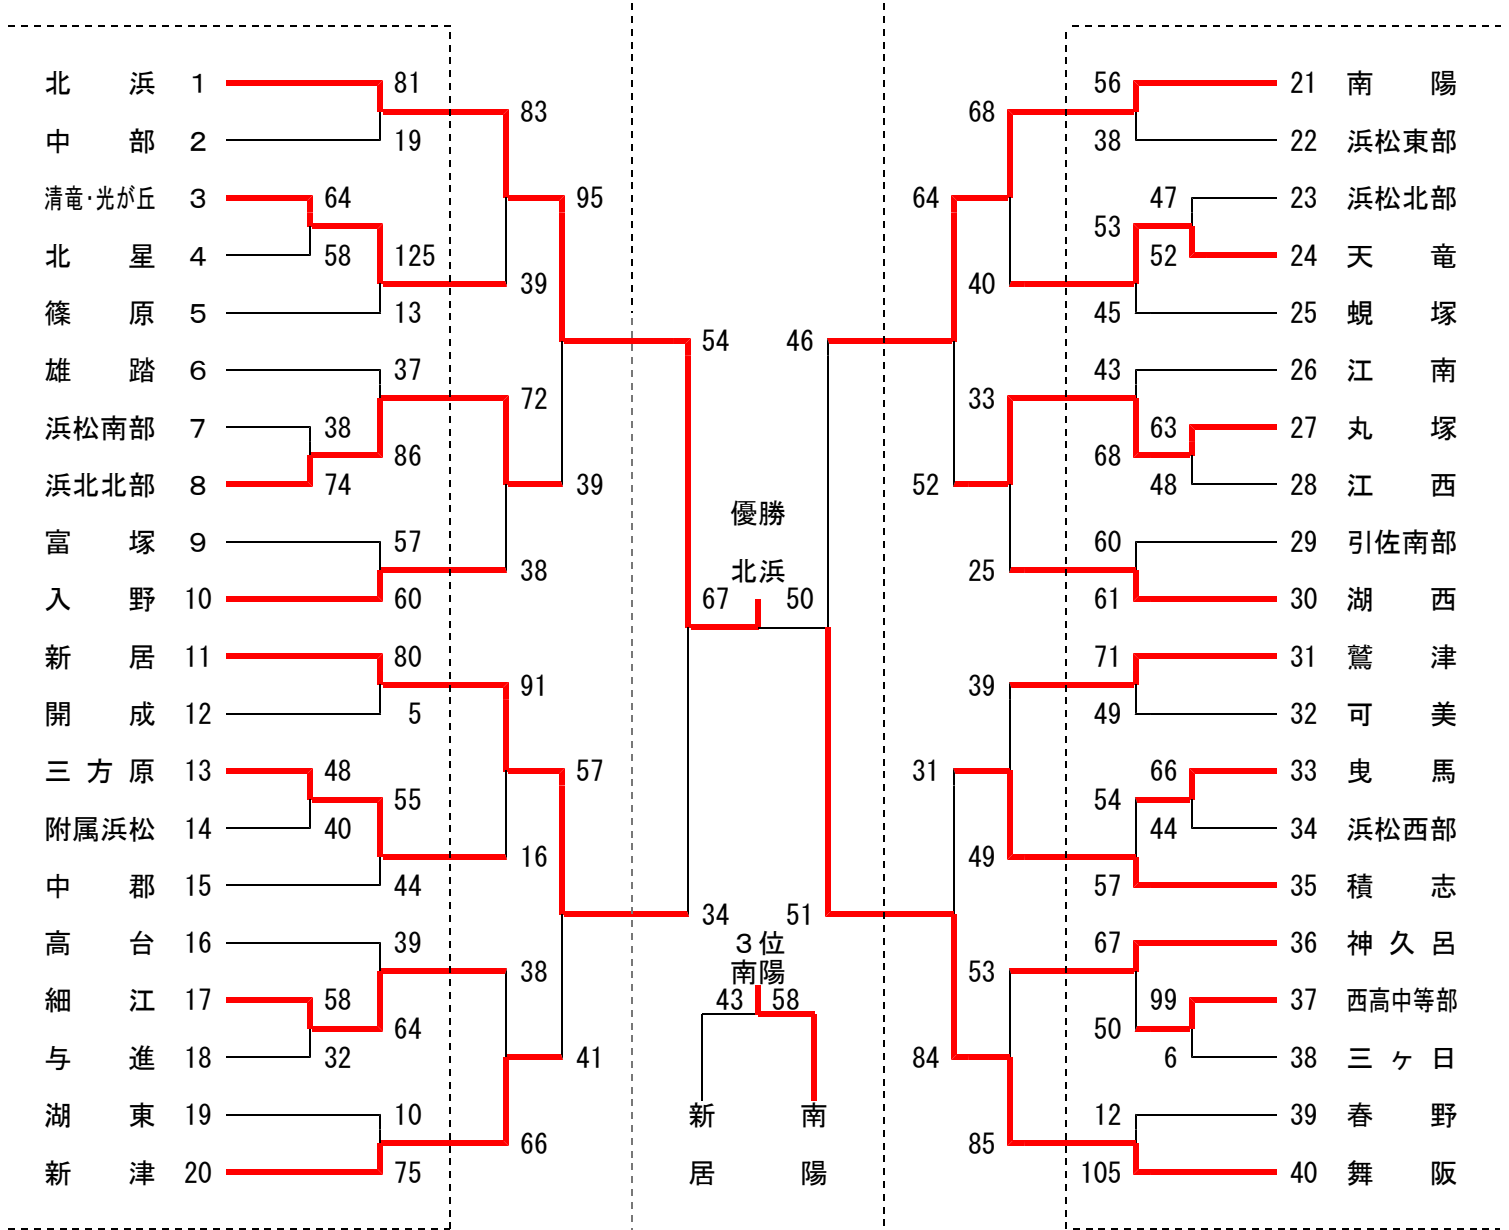 北浜 1 81 56 21 南陽
83 68
中部 2 19 38 22 浜松東部
清竜・光が丘 3 64 95 64 47 23 浜松北部
53
北星 4 58 125 52 24 天竜
39 40
篠原 5 13 45 25 蜆塚
54 46
雄踏 6 37 43 26 江南
72 33
浜松南部 7 38 63 27 丸塚
86 68
浜北北部 8 74 39 52 48 28 江西
優勝
富塚 9 57 60 29 引佐南部
38 北浜 25
入野 10 60 67 50 61 30 湖西
新居 11 80 71 31 鷲津
91 39
開成 12 5 49 32 可美
三方原 13 48 57 31 66 33 曳馬
55 54
附属浜松 14 40 44 34 浜松西部
16 49
中郡 15 44 57 35 積志
34 51
高台 16 39 3位 67 36 神久呂
38 南陽 53
細江 17 58 43 58 99 37 西高中等部
64 50
与進 18 32 41 84 6 38 三ヶ日
湖東 19 10 新居 南陽 12 39 春野
66 85
新津 20 75 105 40 舞阪